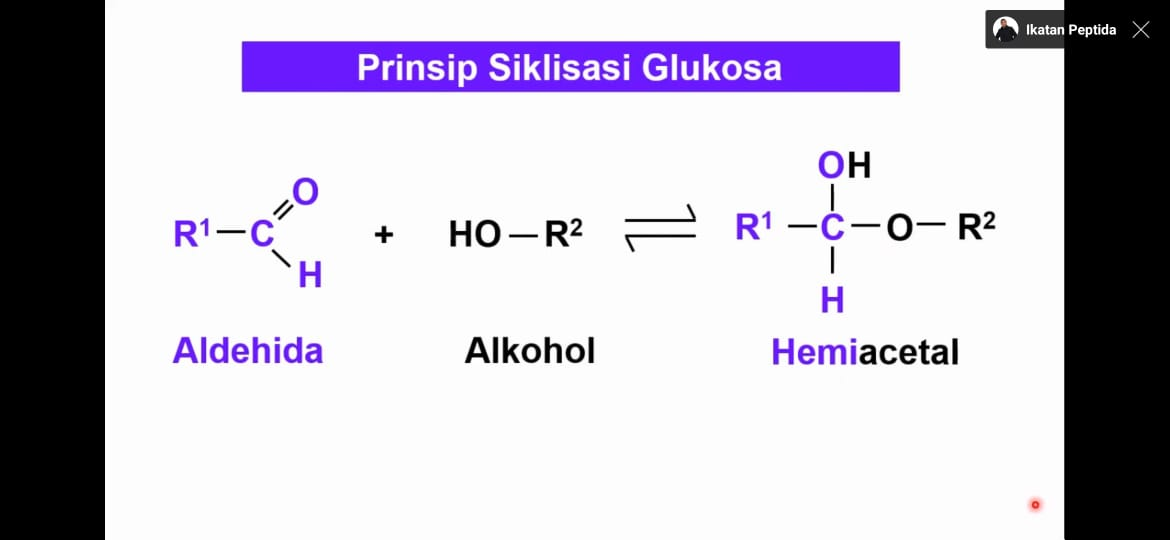 Ikatan Peptida
Prinsip Siklisasi Glukosa
R¹ — C O H + HO — R² ⇌ R¹ — C — O — R² OH H
Aldehida Alkohol Hemiacetal